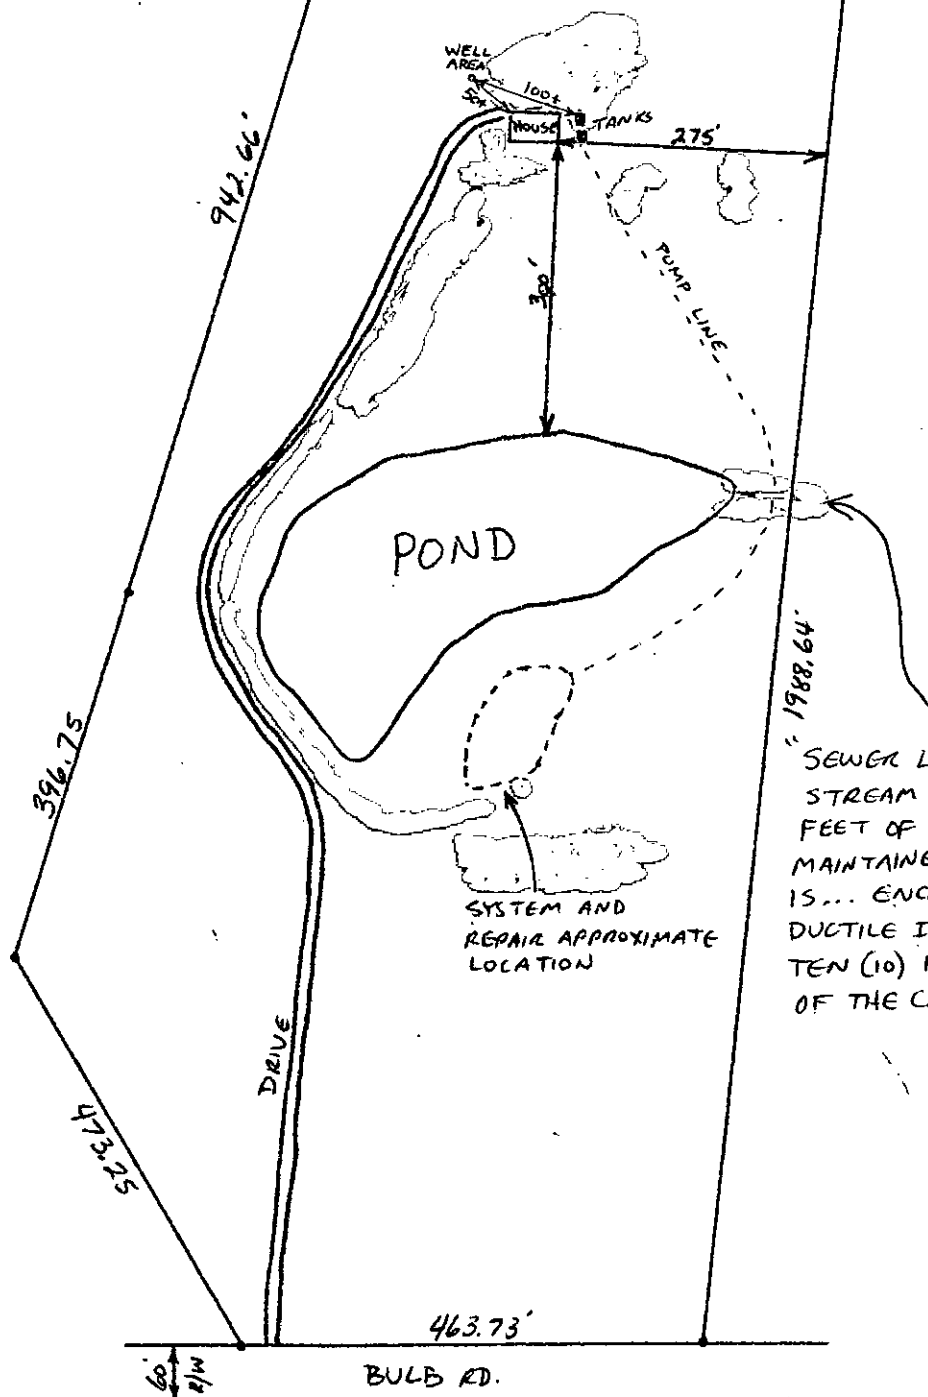 WELL
AREA
50+
100+
HOUSE
TANKS
275'
942.66'
300'
PUMP LINE
POND
1988.64'
396.75
SEWER L
STREAM
FEET OF
MAINTAINE
IS... ENC
DUCTILE I
TEN (10)
OF THE C
SYSTEM AND
REPAIR APPROXIMATE
LOCATION
DRIVE
473.25
463.73'
60'
R/W
BULB RD.